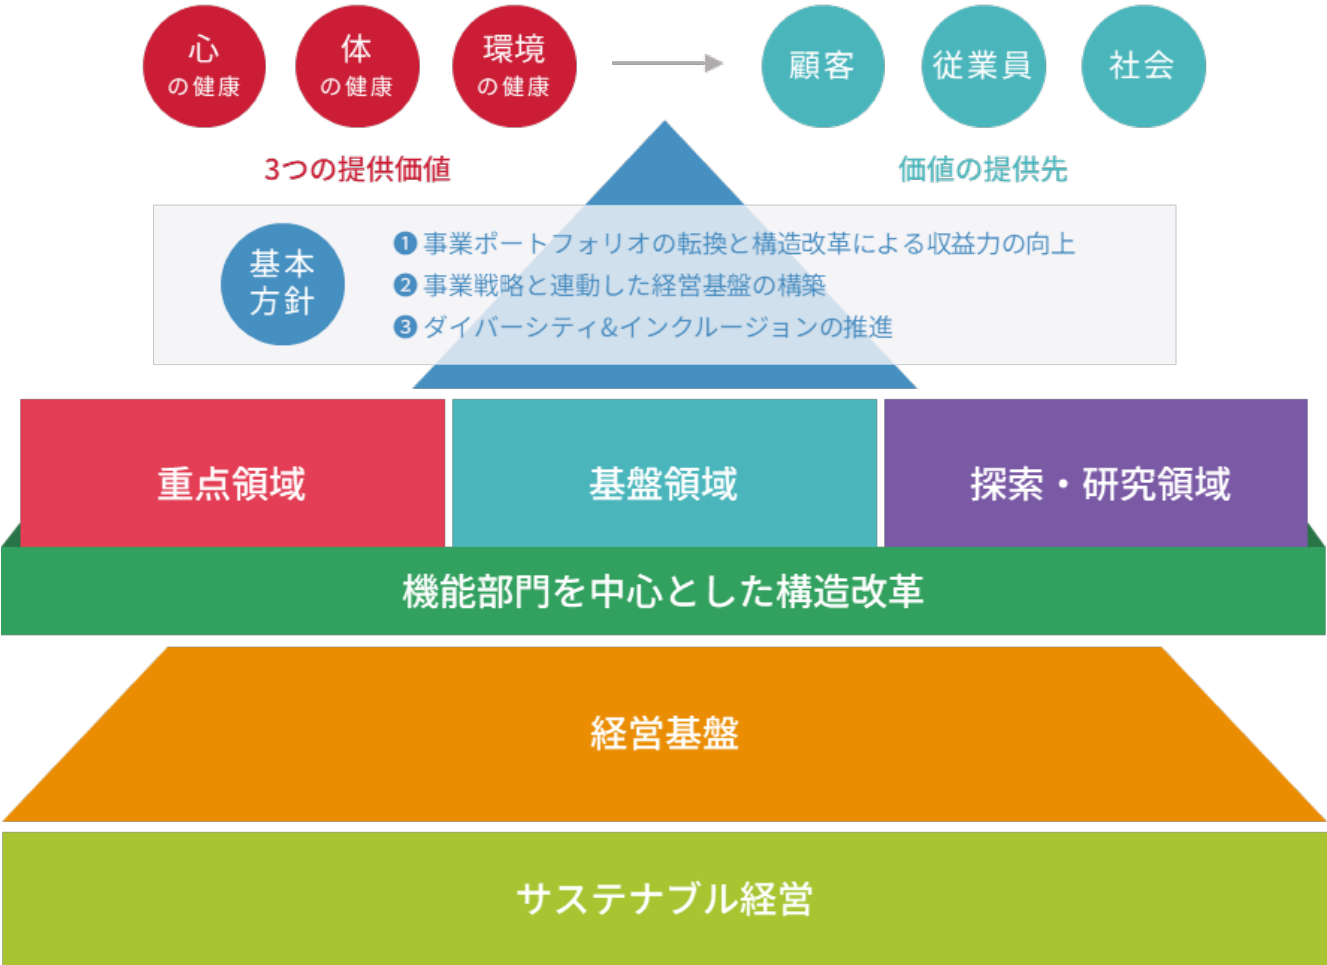 心
の健康
体
の健康
環境
の健康
顧客
従業員
社会
3つの提供価値
価値の提供先
基本
方針
❶事業ポートフォリオの転換と構造改革による収益力の向上
❷事業戦略と連動した経営基盤の構築
❸ダイバーシティ&インクルージョンの推進
重点領域
基盤領域
探索・研究領域
機能部門を中心とした構造改革
経営基盤
サステナブル経営